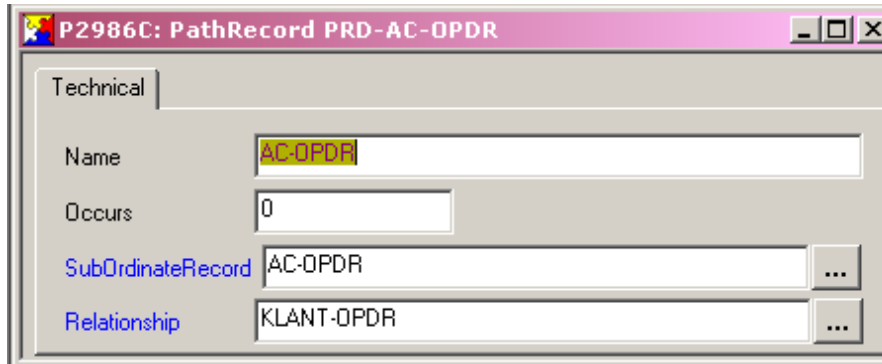 P2986C: PathRecord PRD-AC-OPDR
Technical
Name AC-OPDR
Occurs 0
SubOrdinateRecord AC-OPDR ...
Relationship KLANT-OPDR ...